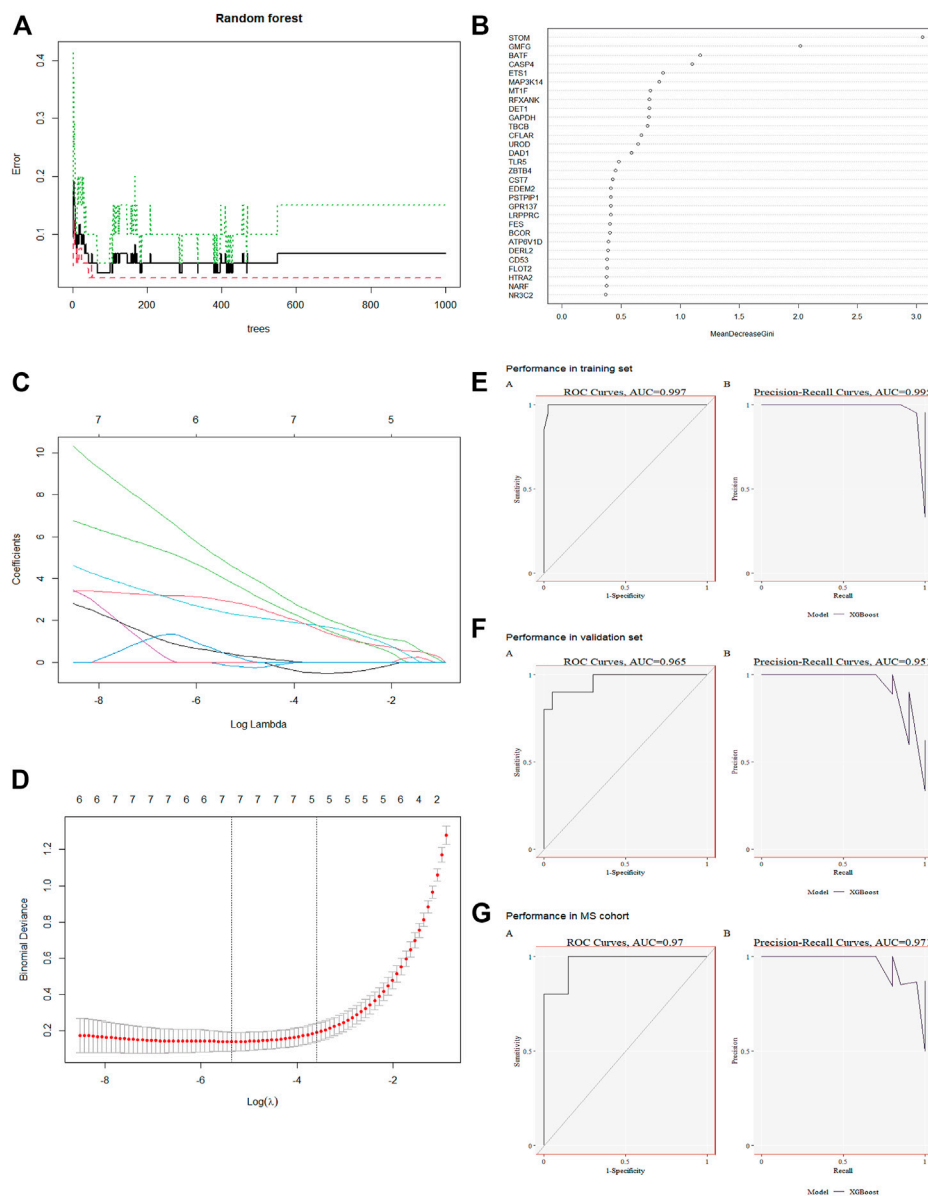 A
Random forest
0.4
0.3
0.2
0.1
Error
0
200
400
600
800
1000
trees
B
STOM
GMFG
BATF
CASP4
ETS1
MAP3K14
MT1F
RFXANK
DET1
GAPDH
TBCB
CFLAR
UROD
DAD1
TLR5
ZBTB4
CST7
EDEM2
PSTPIP1
GPR137
LRPPRC
FES
BCOR
ATP6V1D
DERL2
CD53
FLOT2
HTRA2
NARF
NR3C2
0.0 0.5 1.0 1.5 2.0 2.5 3.0
MeanDecreaseGini
C
7 6 7 5
10
8
6
4
2
0
Coefficients
-8 -6 -4 -2
Log Lambda
D
6 6 7 7 7 7 6 6 7 7 7 7 5 5 5 5 5 6 4 2
1.2
1.0
0.8
0.6
0.4
0.2
Binomial Deviance
-8 -6 -4 -2
Log(λ)
E
Performance in training set
A
ROC Curves, AUC=0.997
1
0.5
0
Sensitivity
0 0.5 1
1-Specificity
B
Precision-Recall Curves, AUC=0.995
1
0.5
0
Precision
0 0.5 1
Recall
Model — XGBoost
F
Performance in validation set
A
ROC Curves, AUC=0.965
1
0.5
0
Sensitivity
0 0.5 1
1-Specificity
B
Precision-Recall Curves,
1
0.5
0
Precision
0 0.5 1
Recall
Model — XGBoost
G
Performance in MS cohort
A
ROC Curves, AUC=0.97
1
0.5
0
Sensitivity
0 0.5 1
1-Specificity
B
Precision-Recall Curves,
1
0.5
0
Precision
0 0.5 1
Recall
Model — XGBoost